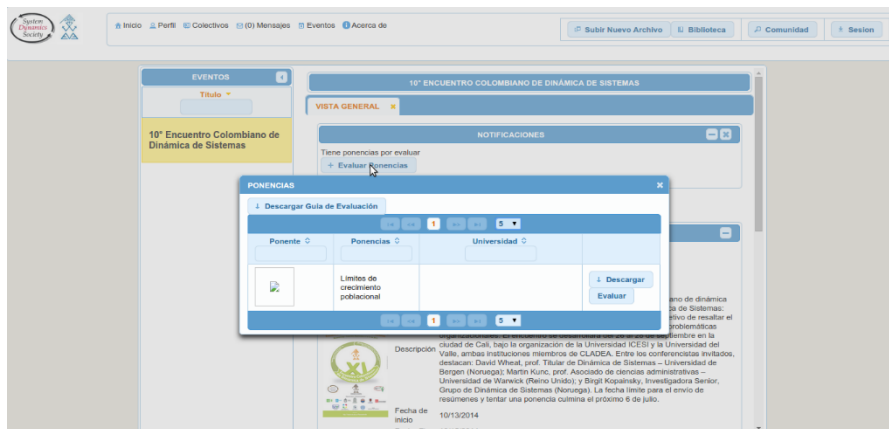 System
Dynamics
Society
Inicio Perfil Colectivos (0) Mensajes Eventos Acerca de
Subir Nuevo Archivo Biblioteca Comunidad Sesion
EVENTOS
Título
10° Encuentro Colombiano de
Dinámica de Sistemas
10° ENCUENTRO COLOMBIANO DE DINÁMICA DE SISTEMAS
VISTA GENERAL
NOTIFICACIONES
Tiene ponencias por evaluar
+ Evaluar Ponencias
PONENCIAS
Descargar Guia de Evaluación
1 5
Ponente Ponencias Universidad
Límites de
crecimiento
poblacional
Descargar
Evaluar
1 5
ano de dinámica
ca de Sistemas:
etivo de resaltar el
problemáticas
ciudad de Cali, bajo la organización de la Universidad ICESI y la Universidad del
Descripción
Valle, ambas instituciones miembros de CLADEA. Entre los conferencistas invitados,
destacan: David Wheat, prof. Titular de Dinámica de Sistemas – Universidad de
Bergen (Noruega); Martin Kunc, prof. Asociado de ciencias administrativas –
Universidad de Warwick (Reino Unido); y Birgit Kopainsky, Investigadora Senior,
Grupo de Dinámica de Sistemas (Noruega). La fecha límite para el envío de
resúmenes y tentar una ponencia culmina el próximo 6 de julio.
XI
Fecha de
inicio
10/13/2014